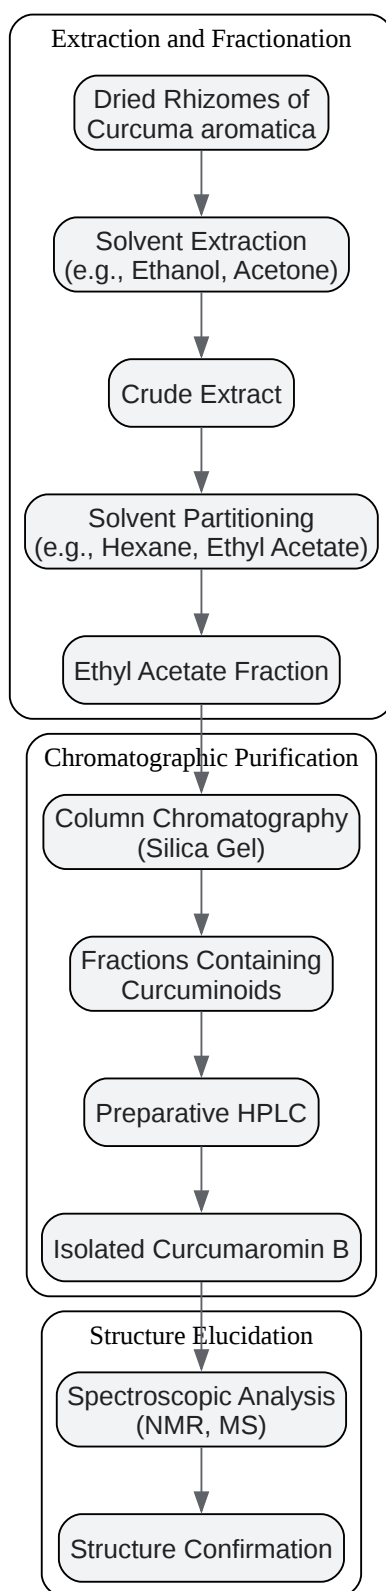 Extraction and Fractionation
Dried Rhizomes of
Curcuma aromatica
Solvent Extraction
(e.g., Ethanol, Acetone)
Crude Extract
Solvent Partitioning
(e.g., Hexane, Ethyl Acetate)
Ethyl Acetate Fraction
Chromatographic Purification
Column Chromatography
(Silica Gel)
Fractions Containing
Curcuminoids
Preparative HPLC
Isolated Curcumaromin B
Structure Elucidation
Spectroscopic Analysis
(NMR, MS)
Structure Confirmation